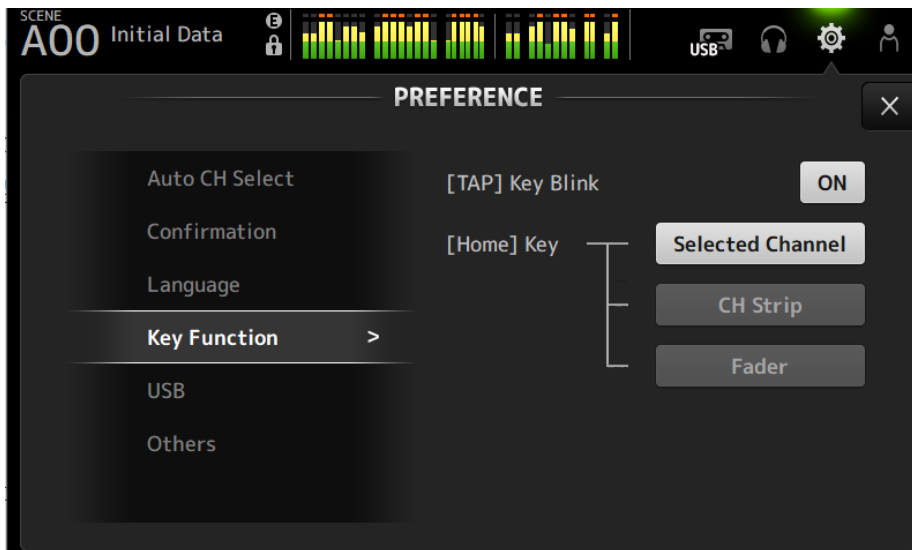 SCENE
A00 Initial Data
E
USB
PREFERENCE
Auto CH Select
[TAP] Key Blink
ON
Confirmation
[Home] Key
Selected Channel
Language
CH Strip
Key Function >
Fader
USB
Others